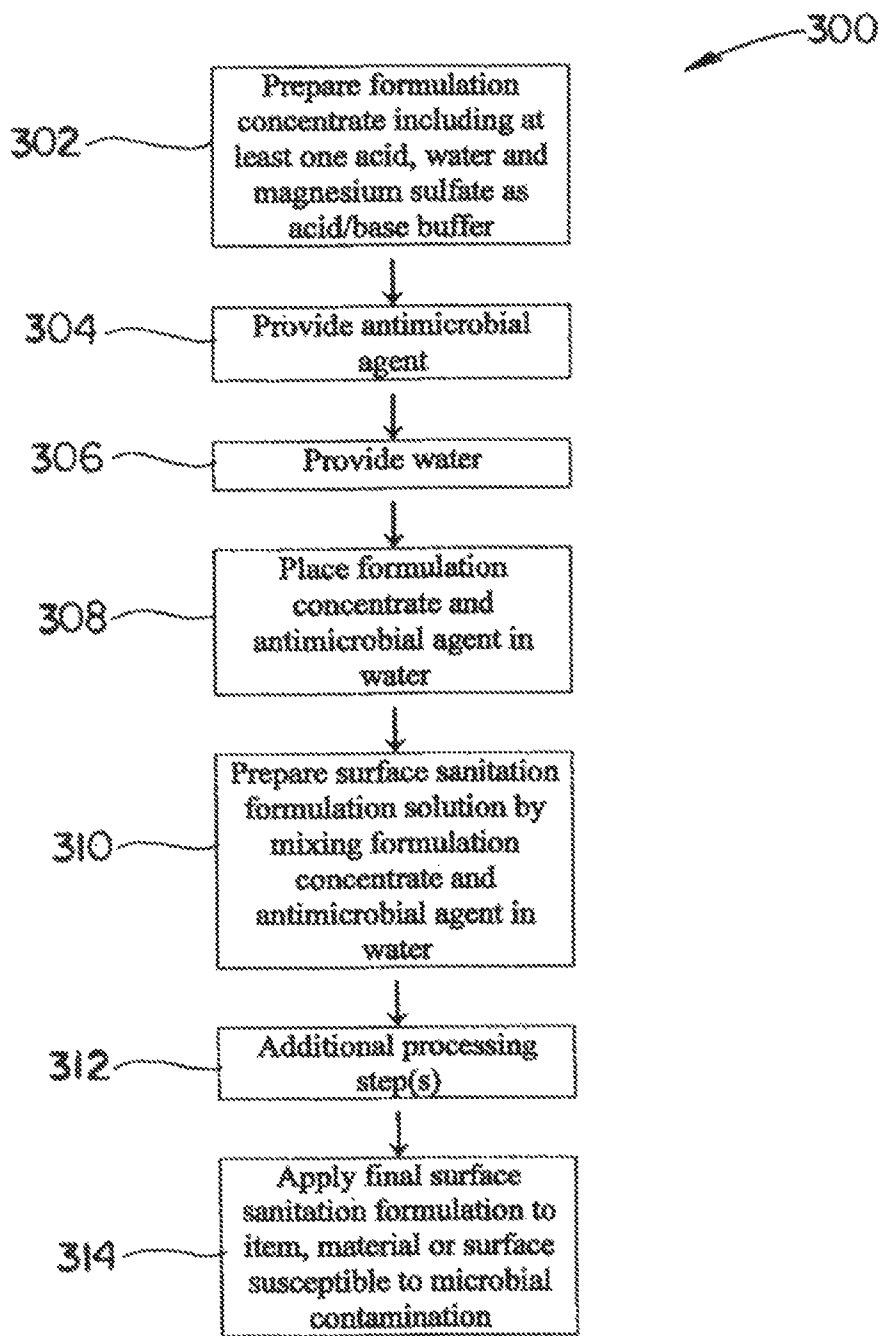 300
302
Prepare formulation
concentrate including at
least one acid, water and
magnesium sulfate as
acid/base buffer
304
Provide antimicrobial
agent
306
Provide water
308
Place formulation
concentrate and
antimicrobial agent in
water
310
Prepare surface sanitation
formulation solution by
mixing formulation
concentrate and
antimicrobial agent in
water
312
Additional processing
step(s)
314
Apply final surface
sanitation formulation to
item, material or surface
susceptible to microbial
contamination